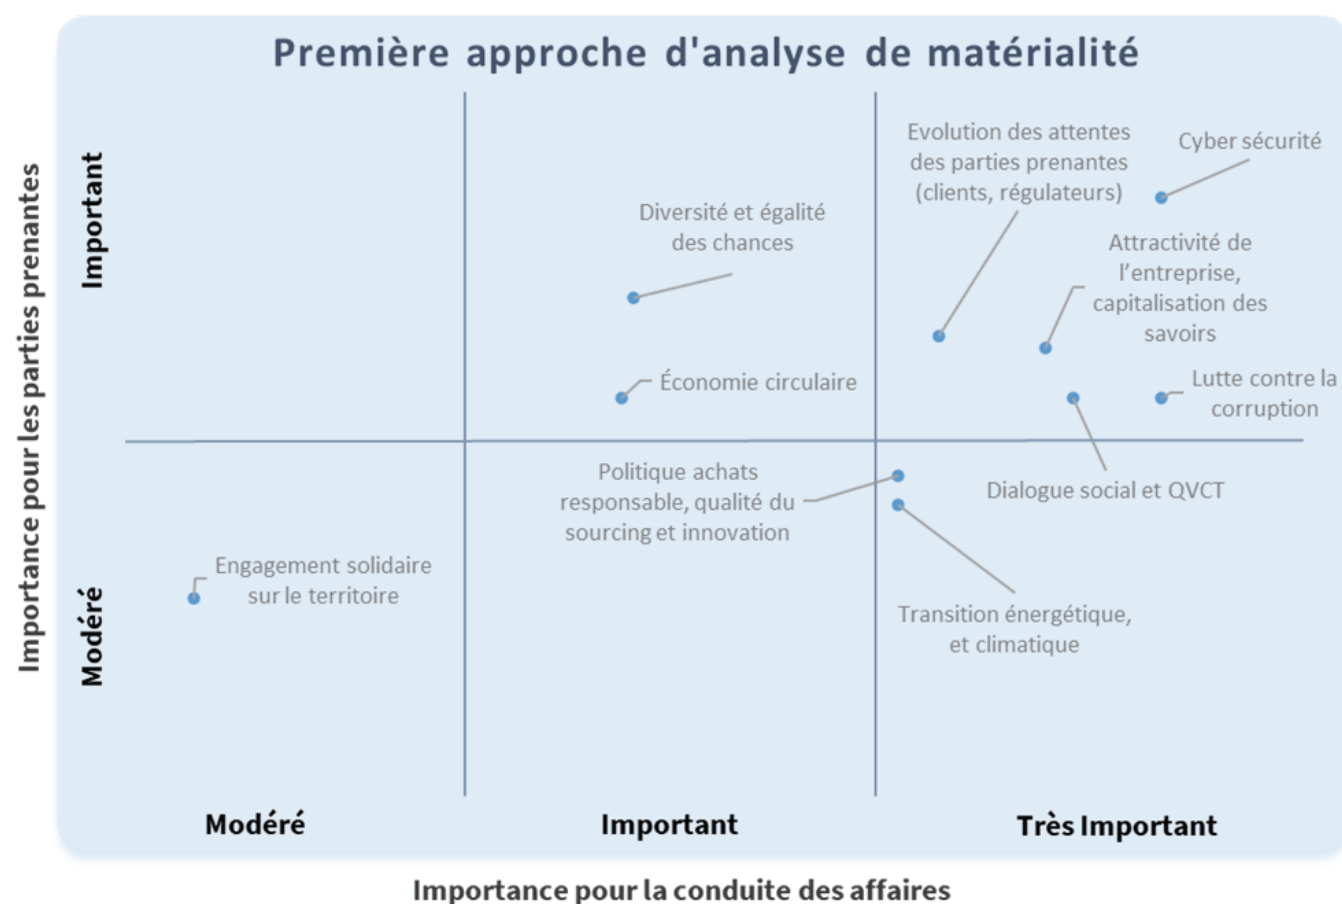 Première approche d'analyse de matérialité
Importance pour les parties prenantes
Important
Modéré
Evolution des attentes
des parties prenantes
(clients, régulateurs)
Cyber sécurité
Diversité et égalité
des chances
Attractivité de
l’entreprise,
capitalisation des
savoirs
Économie circulaire
Lutte contre la
corruption
Politique achats
responsable, qualité du
sourcing et innovation
Dialogue social et QVCT
Engagement solidaire
sur le territoire
Transition énergétique,
et climatique
Modéré
Important
Très Important
Importance pour la conduite des affaires